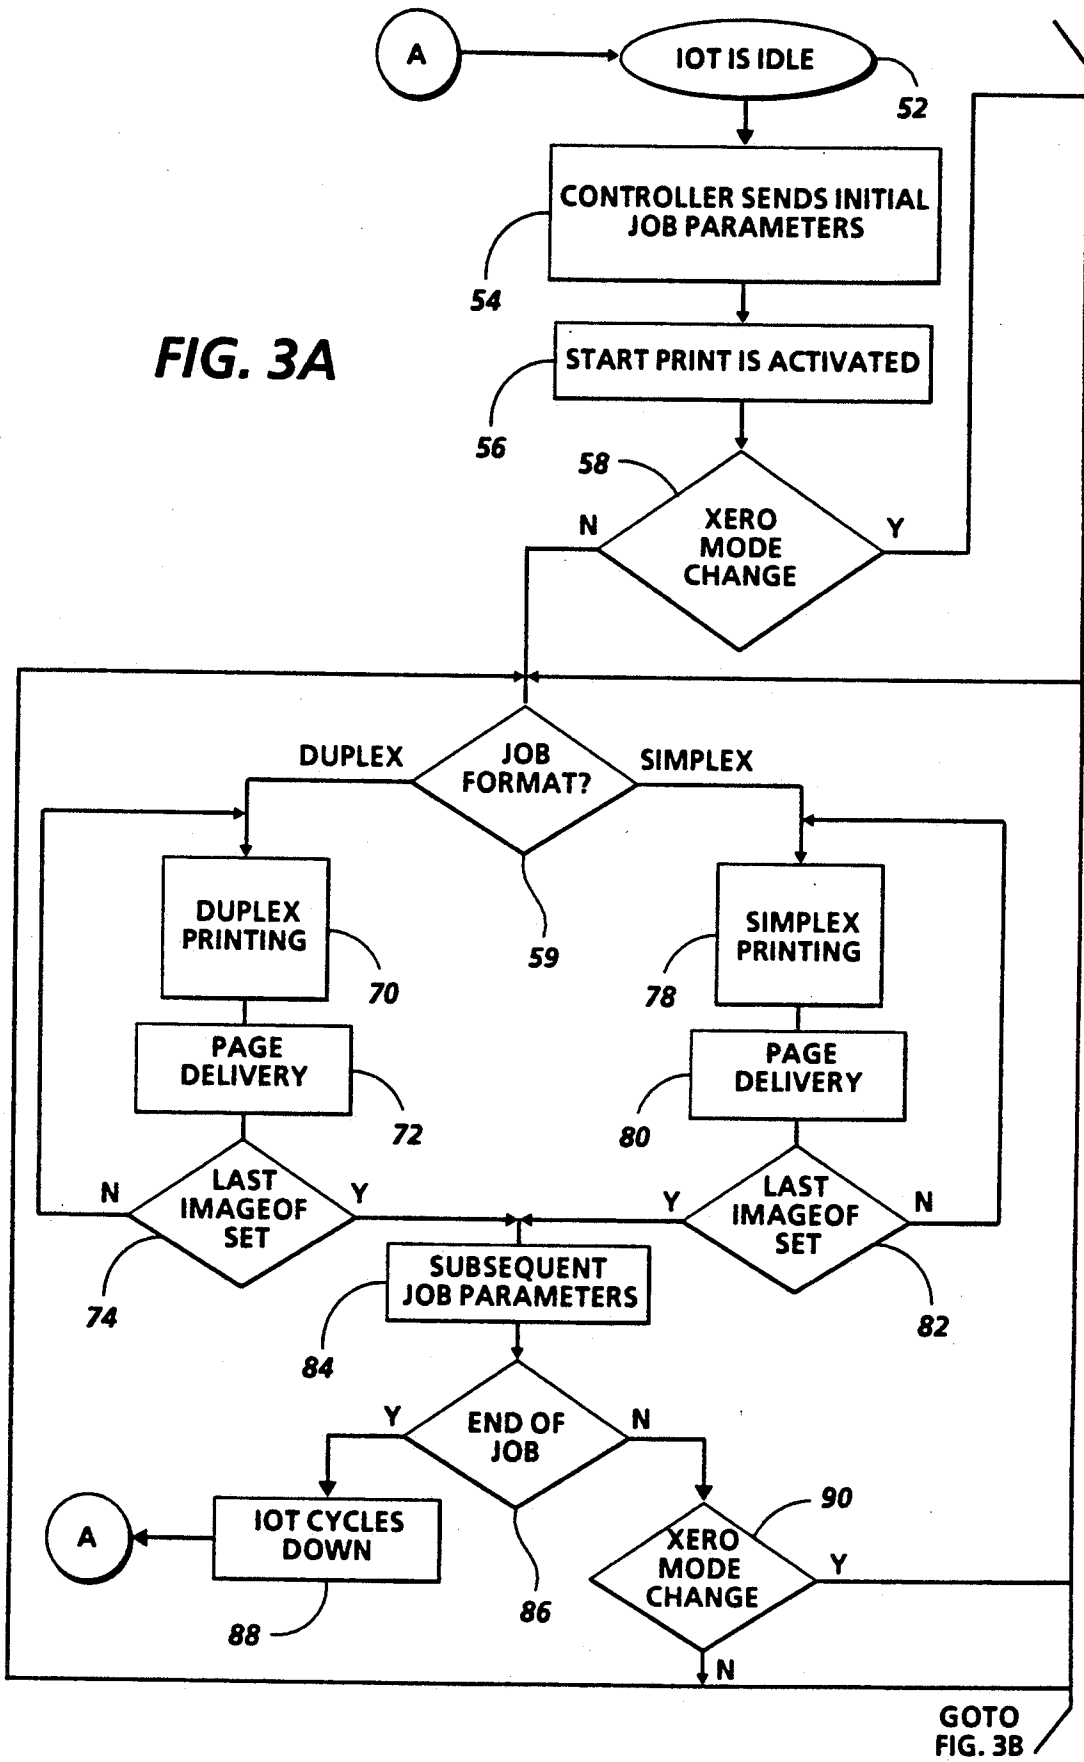 A
IOT IS IDLE
52
CONTROLLER SENDS INITIAL
JOB PARAMETERS
54
FIG. 3A
START PRINT IS ACTIVATED
56
58
XERO
MODE
CHANGE
N
Y
DUPLEX
JOB
FORMAT?
SIMPLEX
59
DUPLEX
PRINTING
70
SIMPLEX
PRINTING
78
PAGE
DELIVERY
72
PAGE
DELIVERY
80
N
LAST
IMAGEOF
SET
Y
74
Y
LAST
IMAGEOF
SET
N
82
SUBSEQUENT
JOB PARAMETERS
84
Y
END OF
JOB
N
86
A
IOT CYCLES
DOWN
88
90
XERO
MODE
CHANGE
Y
N
GOTO
FIG. 3B